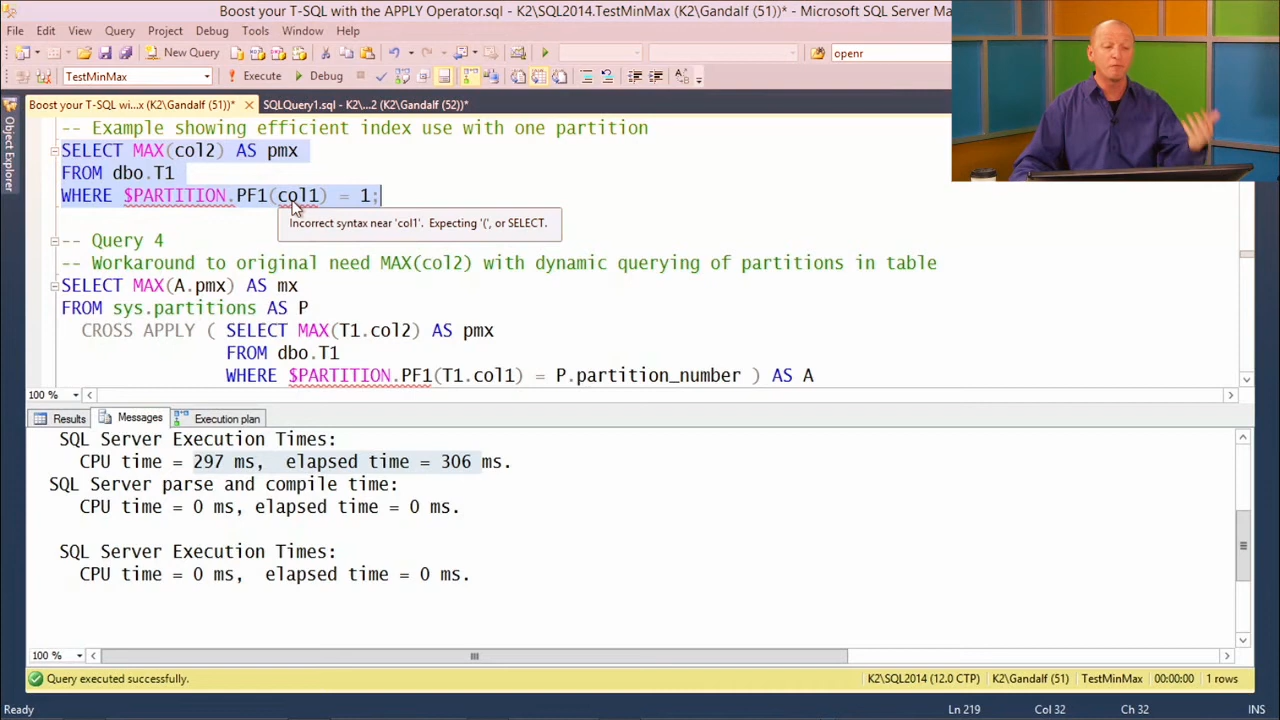 Boost your T-SQL with the APPLY Operator.sql - K2\SQL2014.TestMinMax (K2\Gandalf (51))* - Microsoft SQL Server Ma
File Edit View Query Project Debug Tools Window Help
New Query
openr
TestMinMax Execute Debug
Boost your T-SQL wi...x (K2\Gandalf (51))* SQLQuery1.sql - K2\...2 (K2\Gandalf (52))*
Object Explorer
-- Example showing efficient index use with one partition
SELECT MAX(col2) AS pmx
FROM dbo.T1
WHERE $PARTITION.PF1(col1) = 1;
Incorrect syntax near 'col1'. Expecting '(', or SELECT.
-- Query 4
-- Workaround to original need MAX(col2) with dynamic querying of partitions in table
SELECT MAX(A.pmx) AS mx
FROM sys.partitions AS P
CROSS APPLY ( SELECT MAX(T1.col2) AS pmx
FROM dbo.T1
WHERE $PARTITION.PF1(T1.col1) = P.partition_number ) AS A
100 %
Results Messages Execution plan
SQL Server Execution Times:
CPU time = 297 ms, elapsed time = 306 ms.
SQL Server parse and compile time:
CPU time = 0 ms, elapsed time = 0 ms.
SQL Server Execution Times:
CPU time = 0 ms, elapsed time = 0 ms.
100 %
Query executed successfully. K2\SQL2014 (12.0 CTP) K2\Gandalf (51) TestMinMax 00:00:00 1 rows
Ready Ln 219 Col 32 Ch 32 INS